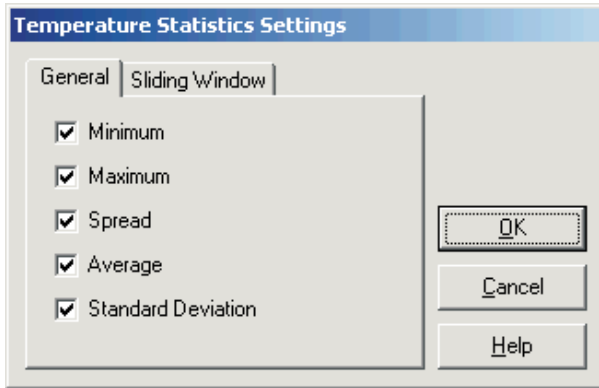 Temperature Statistics Settings
General Sliding Window
Minimum
Maximum
Spread
Average
Standard Deviation
OK
Cancel
Help